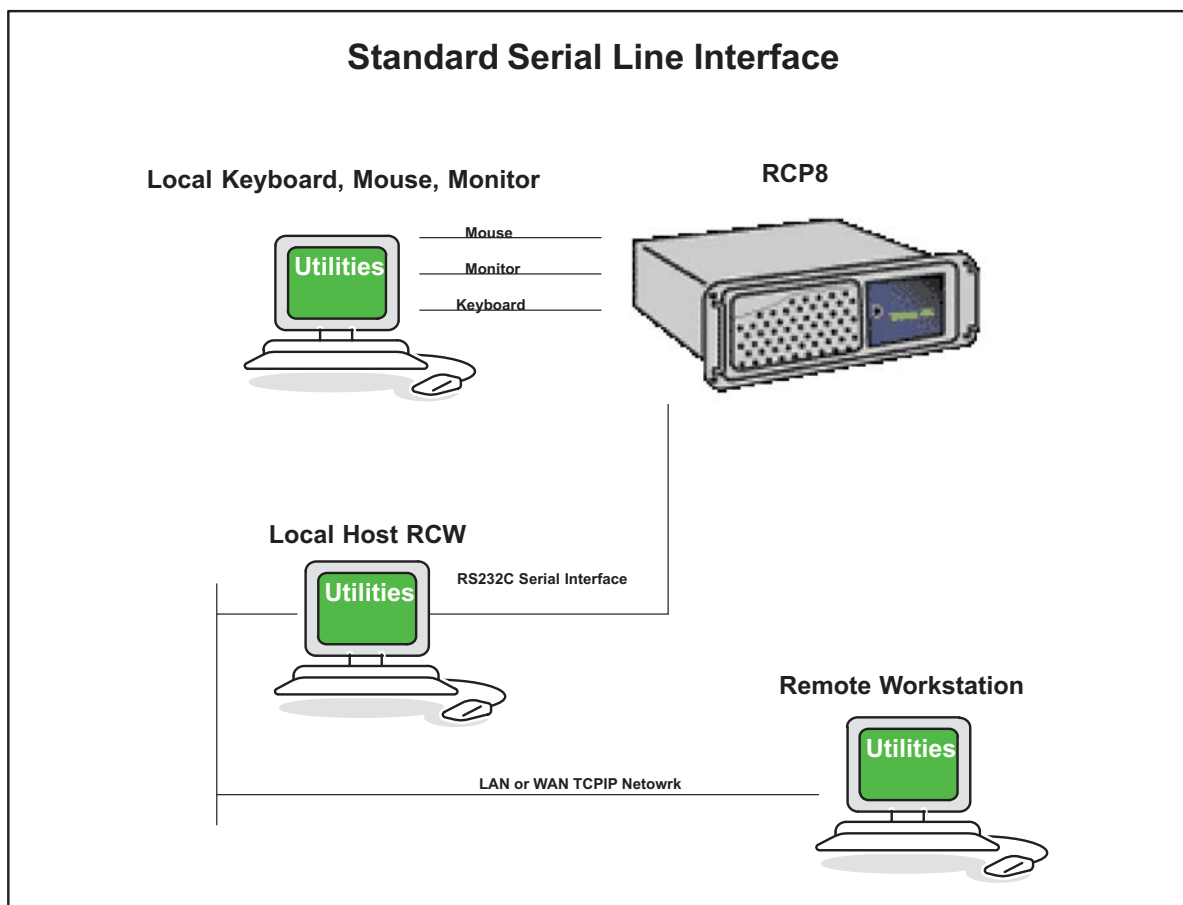 Standard Serial Line Interface
Local Keyboard, Mouse, Monitor
RCP8
Mouse
Utilities
Monitor
Keyboard
Local Host RCW
Utilities
RS232C Serial Interface
Remote Workstation
Utilities
LAN or WAN TCPIP Netowrk